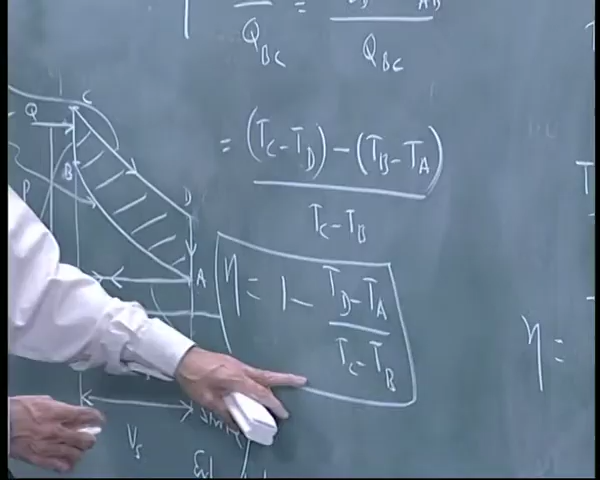 Q_BC = Q_BC
= (T_C - T_D) - (T_B - T_A)
T_C - T_B
η = 1 - T_D - T_A
T_C - T_B
Q
C
B
P
D
A
V_s
η =